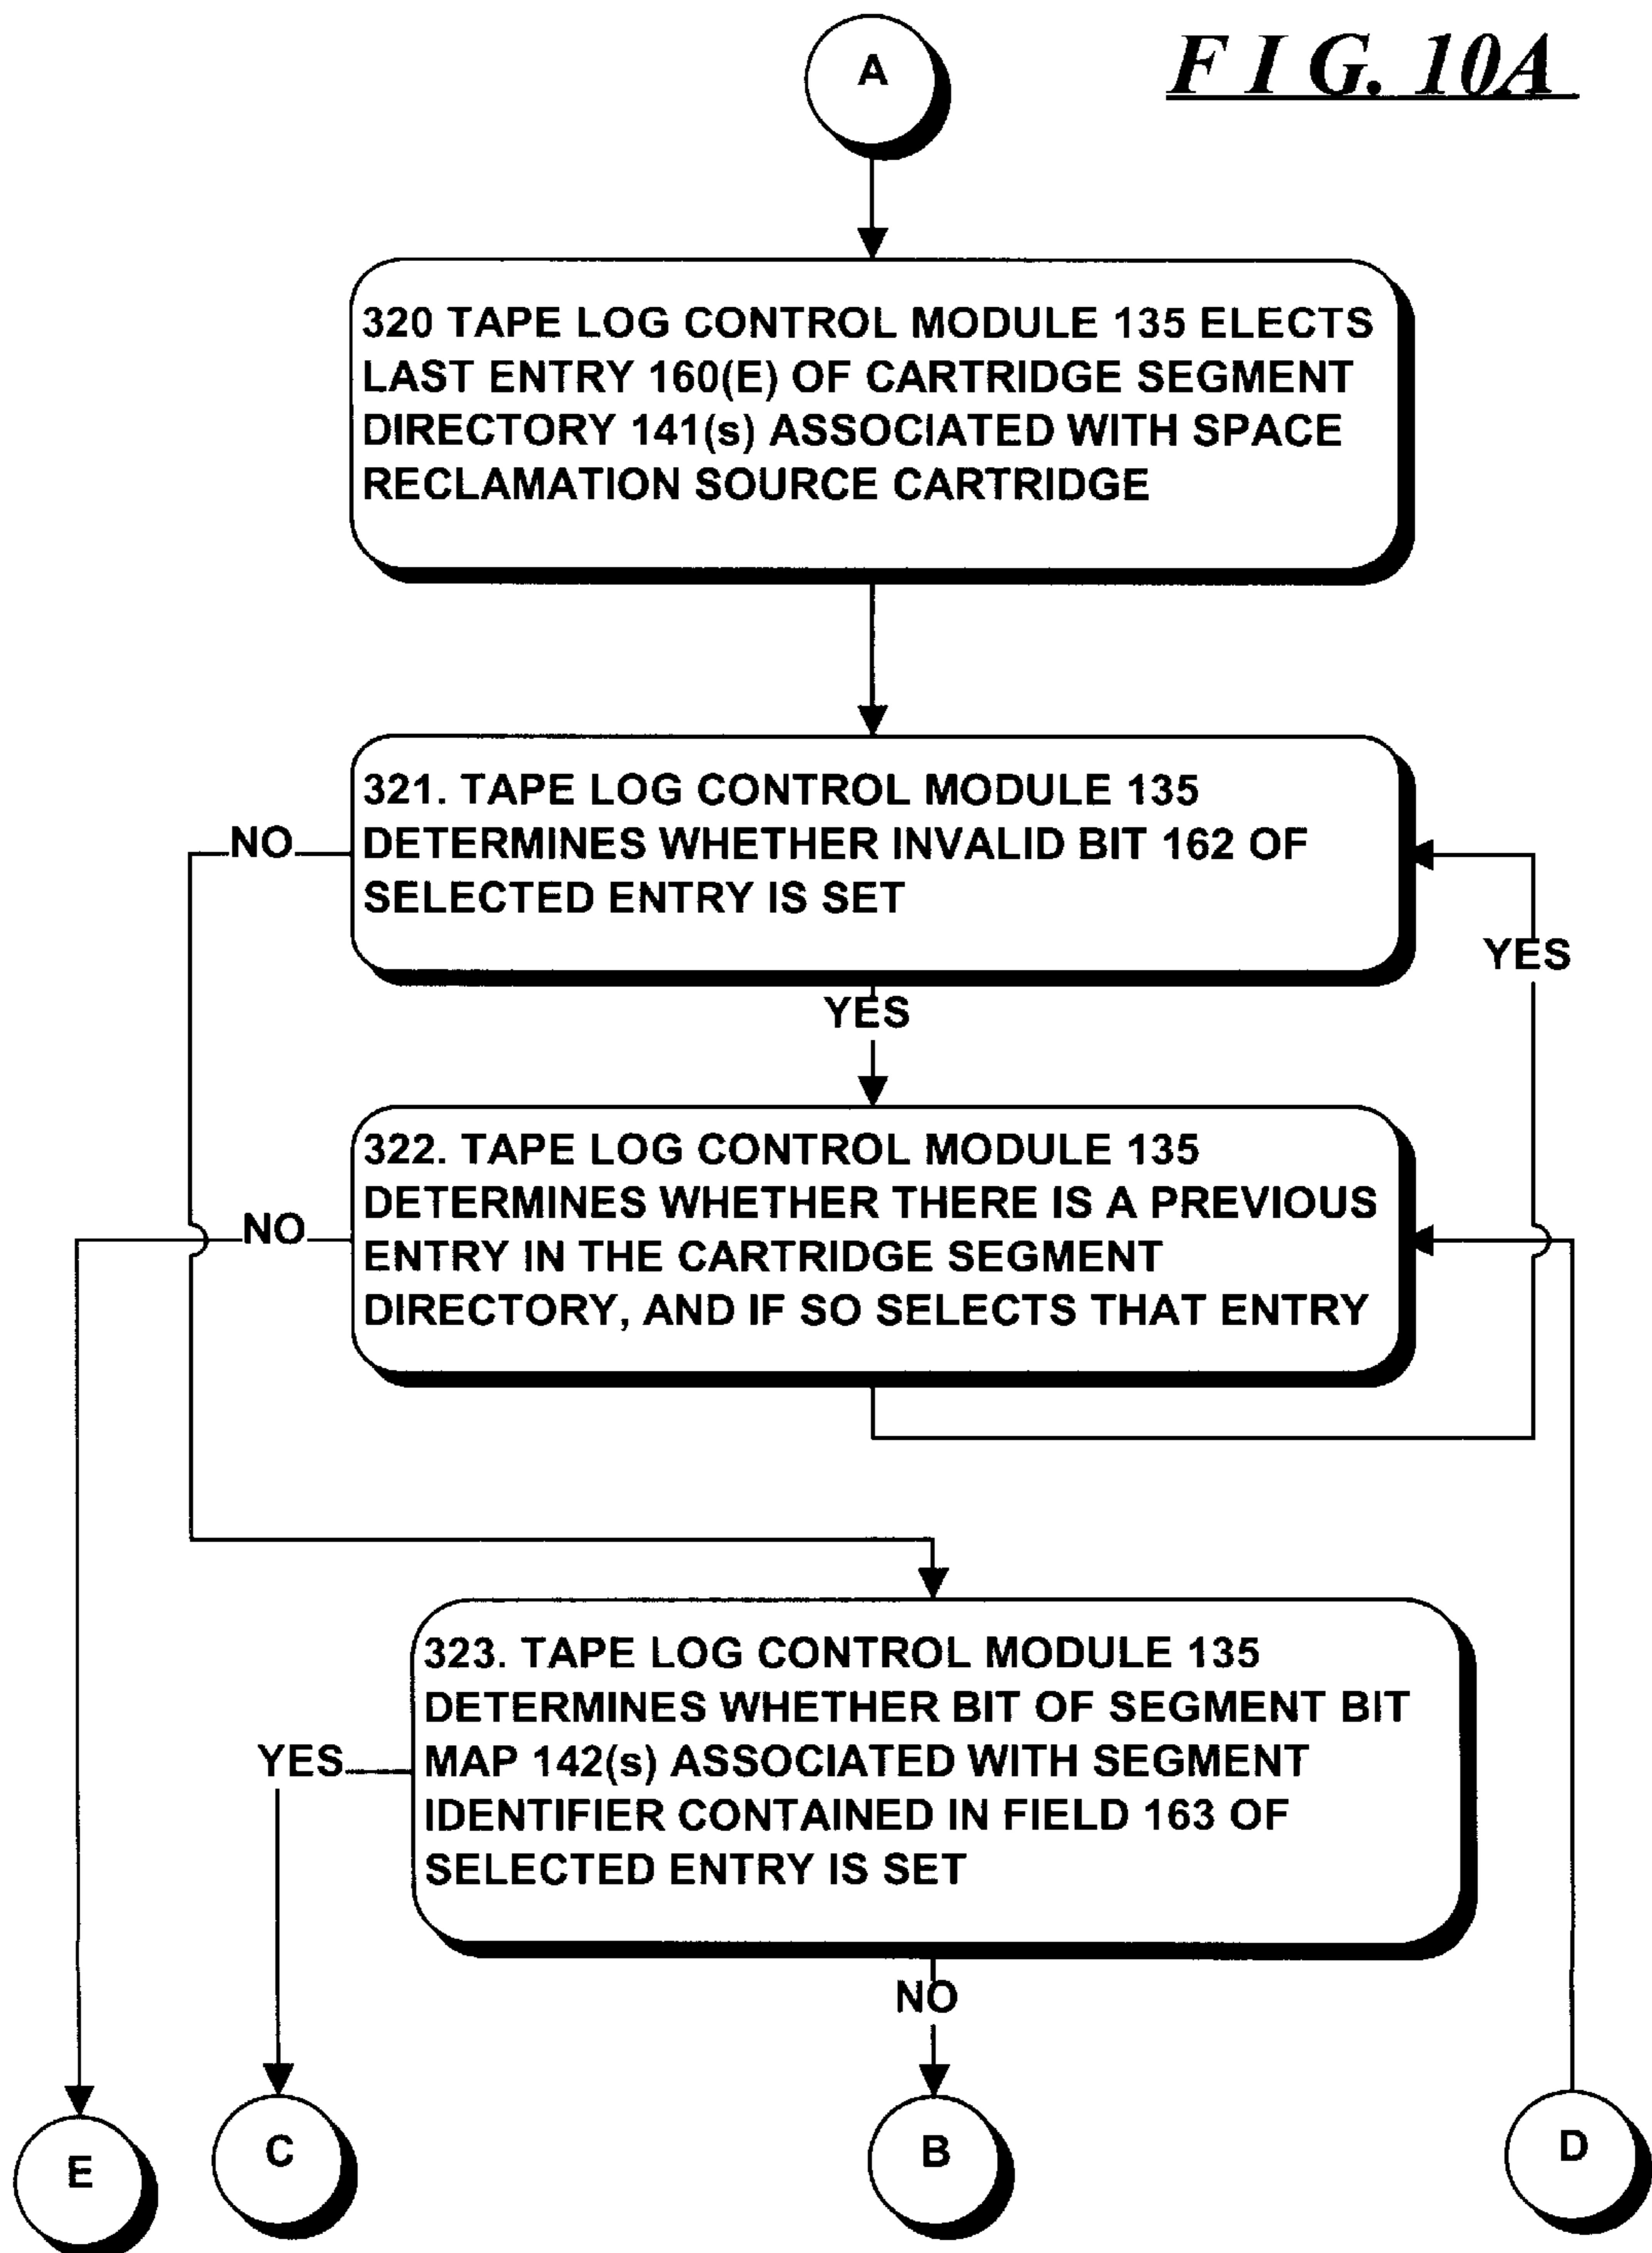 A
F I G. 10A
320 TAPE LOG CONTROL MODULE 135 ELECTS
LAST ENTRY 160(E) OF CARTRIDGE SEGMENT
DIRECTORY 141(s) ASSOCIATED WITH SPACE
RECLAMATION SOURCE CARTRIDGE
321. TAPE LOG CONTROL MODULE 135
DETERMINES WHETHER INVALID BIT 162 OF
SELECTED ENTRY IS SET
NO
YES
YES
322. TAPE LOG CONTROL MODULE 135
DETERMINES WHETHER THERE IS A PREVIOUS
ENTRY IN THE CARTRIDGE SEGMENT
DIRECTORY, AND IF SO SELECTS THAT ENTRY
NO
323. TAPE LOG CONTROL MODULE 135
DETERMINES WHETHER BIT OF SEGMENT BIT
MAP 142(s) ASSOCIATED WITH SEGMENT
IDENTIFIER CONTAINED IN FIELD 163 OF
SELECTED ENTRY IS SET
YES
NO
E
C
B
D